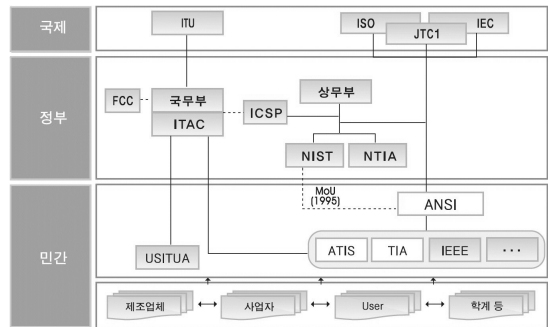 국제
ITU
ISO
IEC
JTC1
정부
FCC
국무부
ITAC
ICSP
상무부
NIST
NTIA
MoU
(1995)
민간
ANSI
USITUA
ATIS
TIA
IEEE
···
제조업체
사업자
User
학계 등